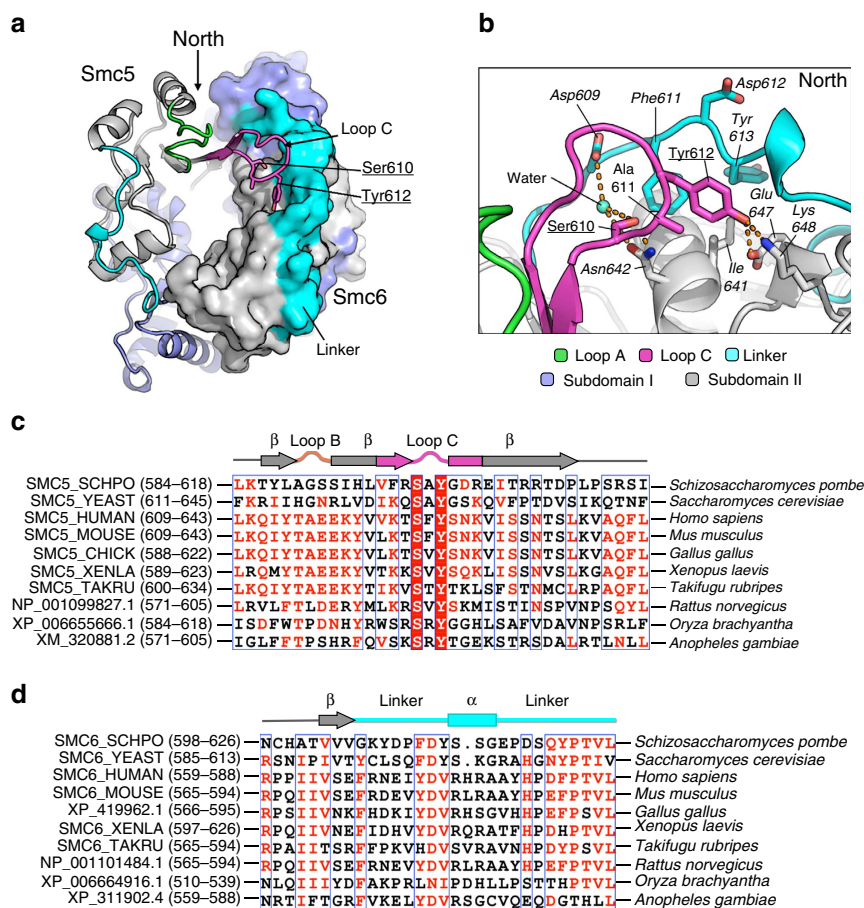 a
North
Smc5
Loop C
Ser610
Tyr612
Smc6
Linker
b
North
Asp612
Asp609
Phe611
Tyr
613
Tyr612
Water
Ala
611
Glu
647
Lys
648
Ser610
Asn642
Ile
641
Loop A Loop C Linker
Subdomain I Subdomain II
c
β Loop B β Loop C β
SMC5_SCHPO (584–618) LKTYLAGSSIHLVFRSAYGDREITRRTDPLPSRSI Schizosaccharomyces pombe
SMC5_YEAST (611–645) FKRIIHGNRLVDIKQSAYGSKQVFPTDVSIKQTNF Saccharomyces cerevisiae
SMC5_HUMAN (609–643) LKQIYTAEEKYVVKTSFYSNKVISSNTSLKVAQFL Homo sapiens
SMC5_MOUSE (609–643) LKQIYTAEEKYVLKTSFYSNKVISSNTSLKVAQFL Mus musculus
SMC5_CHICK (588–622) LKQIYTAEEKYVLKTSVYSNKVISSNTSLKVAQFL Gallus gallus
SMC5_XENLA (589–623) LRQMYTAEEKYVTKKSVYSQKLISSNVSLKGAQFL Xenopus laevis
SMC5_TAKRU (600–634) LKQIYTAEEKYVTKVSTYTKLSFSTNMCLRPAQFL Takifugu rubripes
NP_001099827.1 (571–605) LRVLFTLDERYMLKRSVYSKMISTINSPVNPSQYL Rattus norvegicus
XP_006655666.1 (584–618) ISDFWTPDNHYRWSRSRYGGHLSAFVDAVNPSRLF Oryza brachyantha
XM_320881.2 (571–605) IGLFFTPSHRFQVSKSRYTGEKSTRSDALRTLNLL Anopheles gambiae
d
β Linker α Linker
SMC6_SCHPO (598–626) NCHATVVVGKYDPFDYS.SGEPDSQYPTVL Schizosaccharomyces pombe
SMC6_YEAST (585–613) RSNIPIVTYCLSQFDYS.KGRAHGNYPTIV Saccharomyces cerevisiae
SMC6_HUMAN (559–588) RPPIIVSEFRNEIYDVRHRAAYHPDFPTVL Homo sapiens
SMC6_MOUSE (565–594) RPQIIVSEFRDEVYDVRLRAAYHPEFPTVL Mus musculus
XP_419962.1 (566–595) RPSIIVNKFHDKIYDVRHSGVHHPEFPSVL Gallus gallus
SMC6_XENLA (597–626) RPQIIVNEFIDHVYDVRQRATFHPDHPTVL Xenopus laevis
SMC6_TAKRU (565–594) RPAIITSRFFPKVHDVSVRAVNHPDYPSVL Takifugu rubripes
NP_001101484.1 (565–594) RPQIIVSEFRNEVYDVRLRAAYHPEFPTVL Rattus norvegicus
XP_006664916.1 (510–539) NLQIIIYDFAKPRLNIPDHLLPSTTHPTVL Oryza brachyantha
XP_311902.4 (559–588) NRTIFTGRFVKELYDVRSGCVQEQDGTHLL Anopheles gambiae